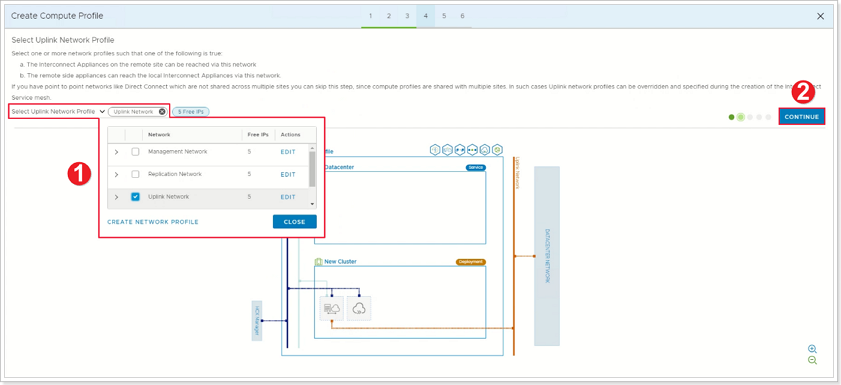 Create Compute Profile
1 2 3 4 5 6
Select Uplink Network Profile
Select one or more network profiles such that one of the following is true:
a. The Interconnect Appliances on the remote site can be reached via this network
b. The remote side appliances can reach the local Interconnect Appliances via this network.
If you have point to point networks like Direct Connect which are not shared across multiple sites you can skip this step, since compute profiles are shared with multiple sites. In such cases Uplink network profiles can be overridden and specified during the creation of the Inte nect
Service mesh.
2
Select Uplink Network Profile Uplink Network 5 Free IPs
CONTINUE
1
Network Free IPs Actions
Management Network 5 EDIT
Replication Network 5 EDIT
Uplink Network 5 EDIT
CREATE NETWORK PROFILE CLOSE
file
Datacenter Service
Uplink Network
DATACENTER NETWORK
New Cluster Deployment
HCX Manager